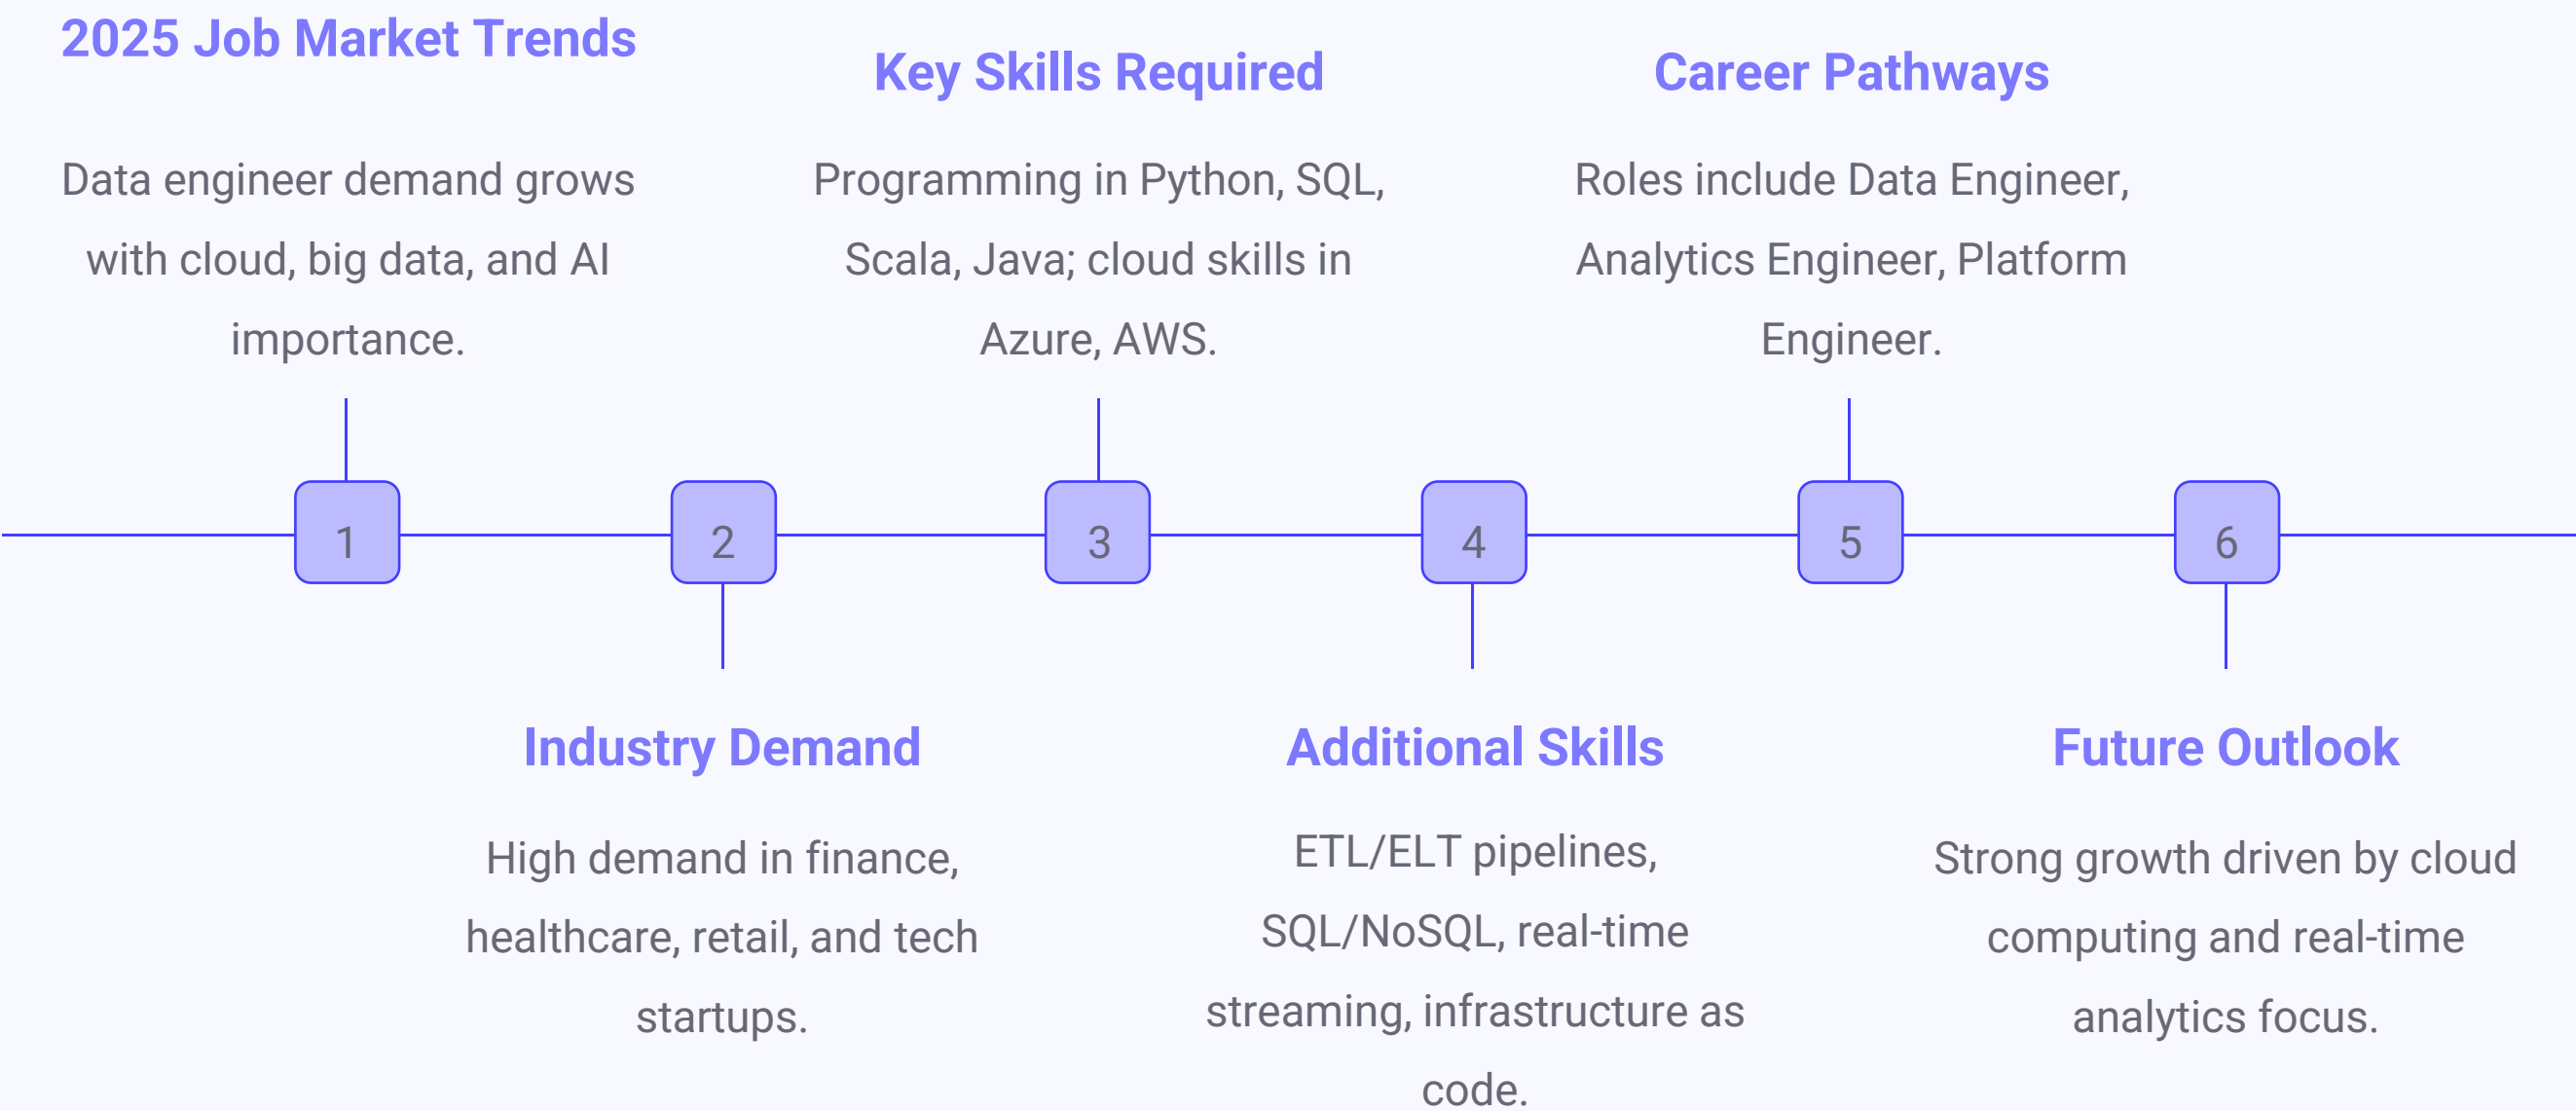 2025 Job Market Trends
Data engineer demand grows
with cloud, big data, and AI
importance.
1
2
Industry Demand
High demand in finance,
healthcare, retail, and tech
startups.
Key Skills Required
Programming in Python, SQL,
Scala, Java; cloud skills in
Azure, AWS.
3
4
Additional Skills
ETL/ELT pipelines,
SQL/NoSQL, real-time
streaming, infrastructure as
code.
Career Pathways
Roles include Data Engineer,
Analytics Engineer, Platform
Engineer.
5
6
Future Outlook
Strong growth driven by cloud
computing and real-time
analytics focus.